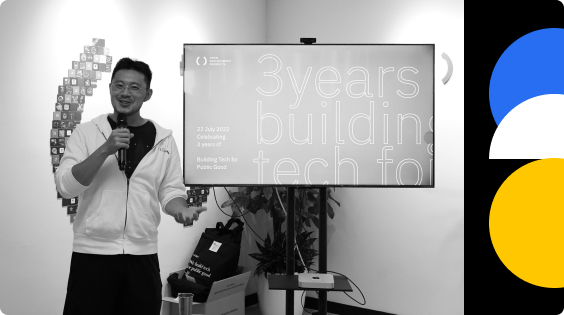 3years
building
tech for
22 July 2023
Celebrating
3 years of
Building Tech for
Public Good